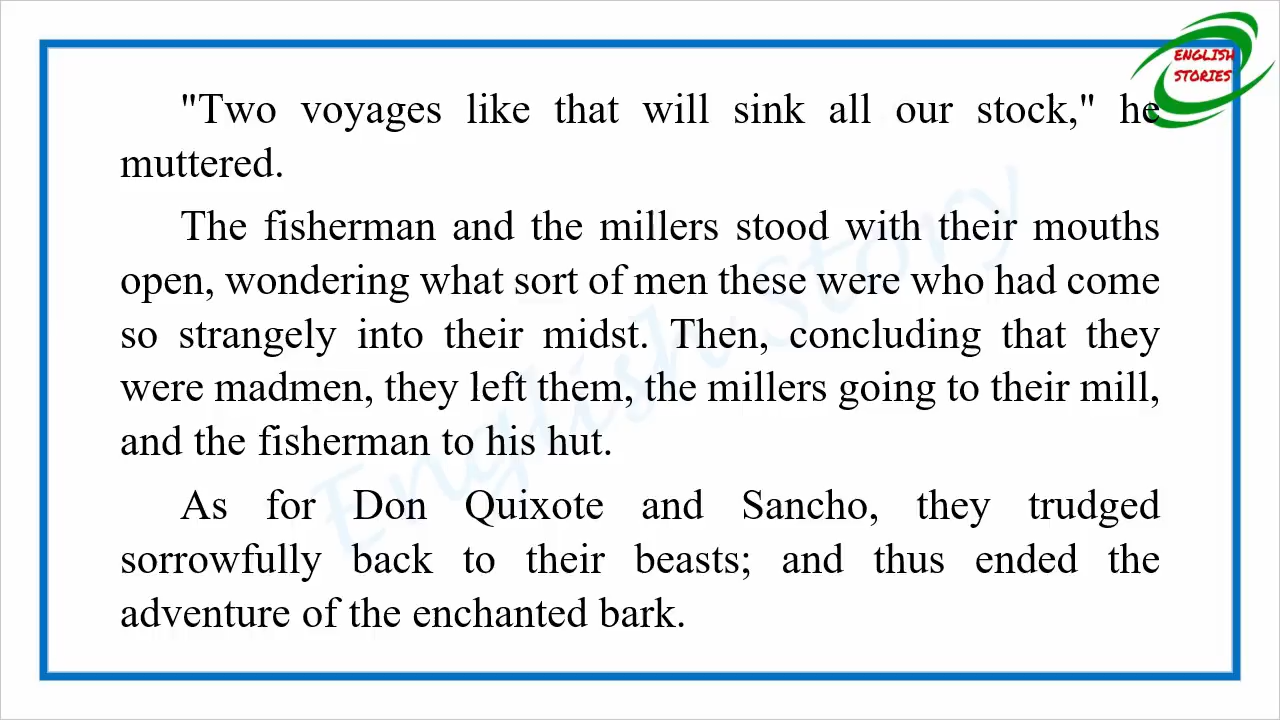 ENGLISH
STORIES
"Two voyages like that will sink all our stock," he
muttered.
The fisherman and the millers stood with their mouths
open, wondering what sort of men these were who had come
so strangely into their midst. Then, concluding that they
were madmen, they left them, the millers going to their mill,
and the fisherman to his hut.
As for Don Quixote and Sancho, they trudged
sorrowfully back to their beasts; and thus ended the
adventure of the enchanted bark.
English Story